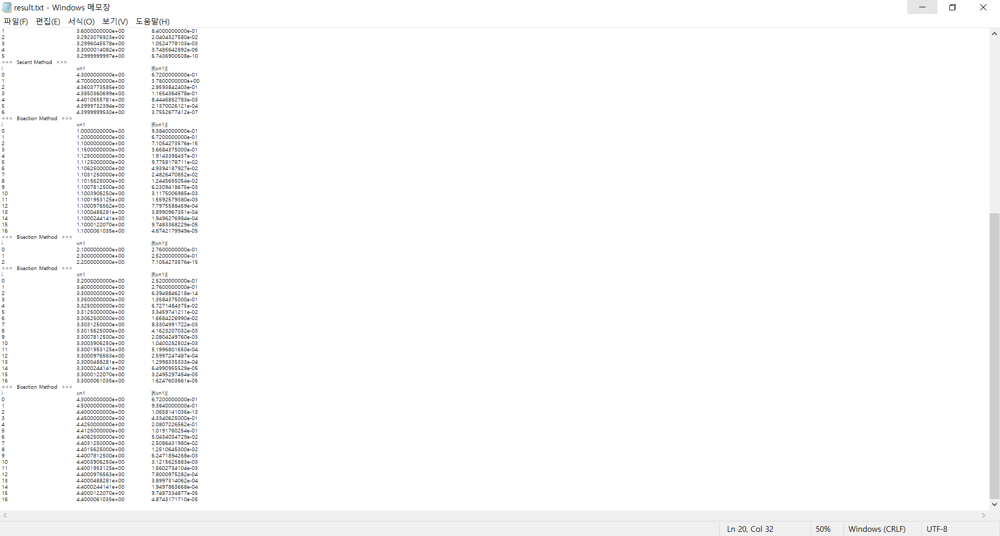 result.txt - Windows 메모장
파일(F) 편집(E) 서식(O) 보기(V) 도움말(H)
1 3.6000000000e+00 8.4000000000e-01
2 3.2923076923e+00 2.0404327580e-02
3 3.2996045578e+00 1.0524778103e-03
4 3.3000014082e+00 3.7485642892e-06
5 3.2999999997e+00 6.7436900508e-10
<<< Secant Method >>>
i xn1 |f(xn1)|
0 4.3000000000e+00 6.7200000000e-01
1 4.7000000000e+00 3.7800000000e+00
2 4.3603773585e+00 2.9593842403e-01
3 4.3850360699e+00 1.1654364578e-01
4 4.4010555781e+00 8.4446852783e-03
5 4.3999732394e+00 2.1370026121e-04
6 4.3999999530e+00 3.7552677412e-07
<<< Bisection Method >>>
i xn1 |f(xn1)|
0 1.0000000000e+00 9.3840000000e-01
1 1.2000000000e+00 6.7200000000e-01
2 1.1000000000e+00 7.1054273576e-15
3 1.1500000000e+00 3.6684375000e-01
4 1.1250000000e+00 1.9143398437e-01
5 1.1125000000e+00 9.7758178711e-02
6 1.1062500000e+00 4.9394187927e-02
7 1.1031250000e+00 2.4826470852e-02
8 1.1015625000e+00 1.2445655054e-02
9 1.1007812500e+00 6.2309418675e-03
10 1.1003906250e+00 3.1175006985e-03
11 1.1001953125e+00 1.5592579380e-03
12 1.1000976562e+00 7.7975588459e-04
13 1.1000488281e+00 3.8990967351e-04
14 1.1000244141e+00 1.9496276984e-04
15 1.1000122070e+00 9.7483368229e-05
16 1.1000061035e+00 4.8742179949e-05
<<< Bisection Method >>>
i xn1 |f(xn1)|
0 2.1000000000e+00 2.7600000000e-01
1 2.3000000000e+00 2.5200000000e-01
2 2.2000000000e+00 7.1054273576e-15
<<< Bisection Method >>>
i xn1 |f(xn1)|
0 3.2000000000e+00 2.5200000000e-01
1 3.4000000000e+00 2.7600000000e-01
2 3.3000000000e+00 6.3948846218e-14
3 3.3500000000e+00 1.3584375000e-01
4 3.3250000000e+00 6.7271484375e-02
5 3.3125000000e+00 3.3459741211e-02
6 3.3062500000e+00 1.6684226990e-02
7 3.3031250000e+00 8.3304991722e-03
8 3.3015625000e+00 4.1623207032e-03
9 3.3007812500e+00 2.0804249760e-03
10 3.3003906250e+00 1.0400282502e-03
11 3.3001953125e+00 5.1996801650e-04
12 3.3000976563e+00 2.5997247487e-04
13 3.3000488281e+00 1.2998335333e-04
14 3.3000244141e+00 6.4990955529e-05
15 3.3000122070e+00 3.2495297454e-05
16 3.3000061035e+00 1.6247603661e-05
<<< Bisection Method >>>
i xn1 |f(xn1)|
0 4.3000000000e+00 6.7200000000e-01
1 4.5000000000e+00 9.3840000000e-01
2 4.4000000000e+00 1.0658141036e-13
3 4.4500000000e+00 4.3340625000e-01
4 4.4250000000e+00 2.0807226562e-01
5 4.4125000000e+00 1.0191760254e-01
6 4.4062500000e+00 5.0434034729e-02
7 4.4031250000e+00 2.5086431980e-02
8 4.4015625000e+00 1.2510645300e-02
9 4.4007812500e+00 6.2471894268e-03
10 4.4003906250e+00 3.1215625883e-03
11 4.4001953125e+00 1.5602734104e-03
12 4.4000976563e+00 7.8000975282e-04
13 4.4000488281e+00 3.8997314062e-04
14 4.4000244141e+00 1.9497863668e-04
15 4.4000122070e+00 9.7487334877e-05
16 4.4000061035e+00 4.8743171710e-05
Ln 20, Col 32 50% Windows (CRLF) UTF-8